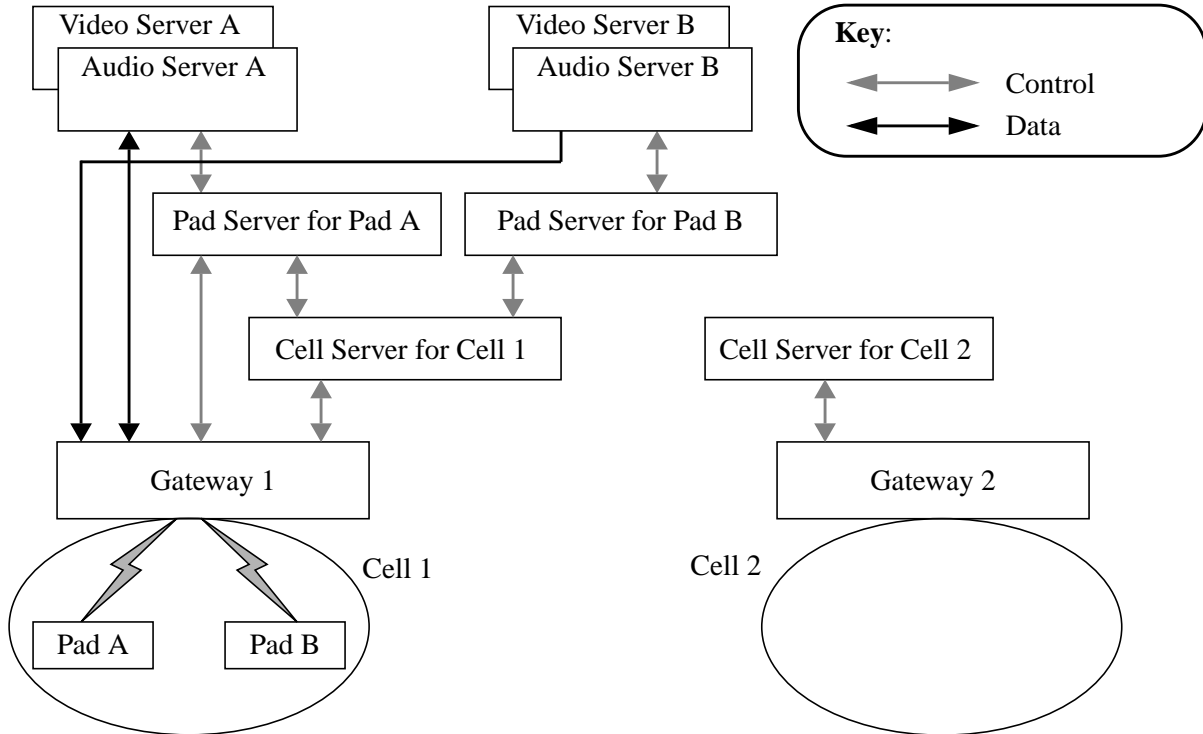 Video Server A
Audio Server A
Video Server B
Audio Server B
Key:
Control
Data
Pad Server for Pad A
Pad Server for Pad B
Cell Server for Cell 1
Cell Server for Cell 2
Gateway 1
Gateway 2
Cell 1
Cell 2
Pad A
Pad B